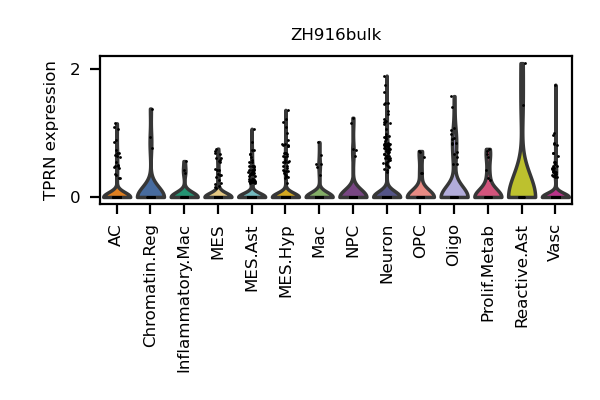 ZH916bulk
TPRN expression
2
0
AC
Chromatin.Reg
Inflammatory.Mac
MES
MES.Ast
MES.Hyp
Mac
NPC
Neuron
OPC
Oligo
Prolif.Metab
Reactive.Ast
Vasc